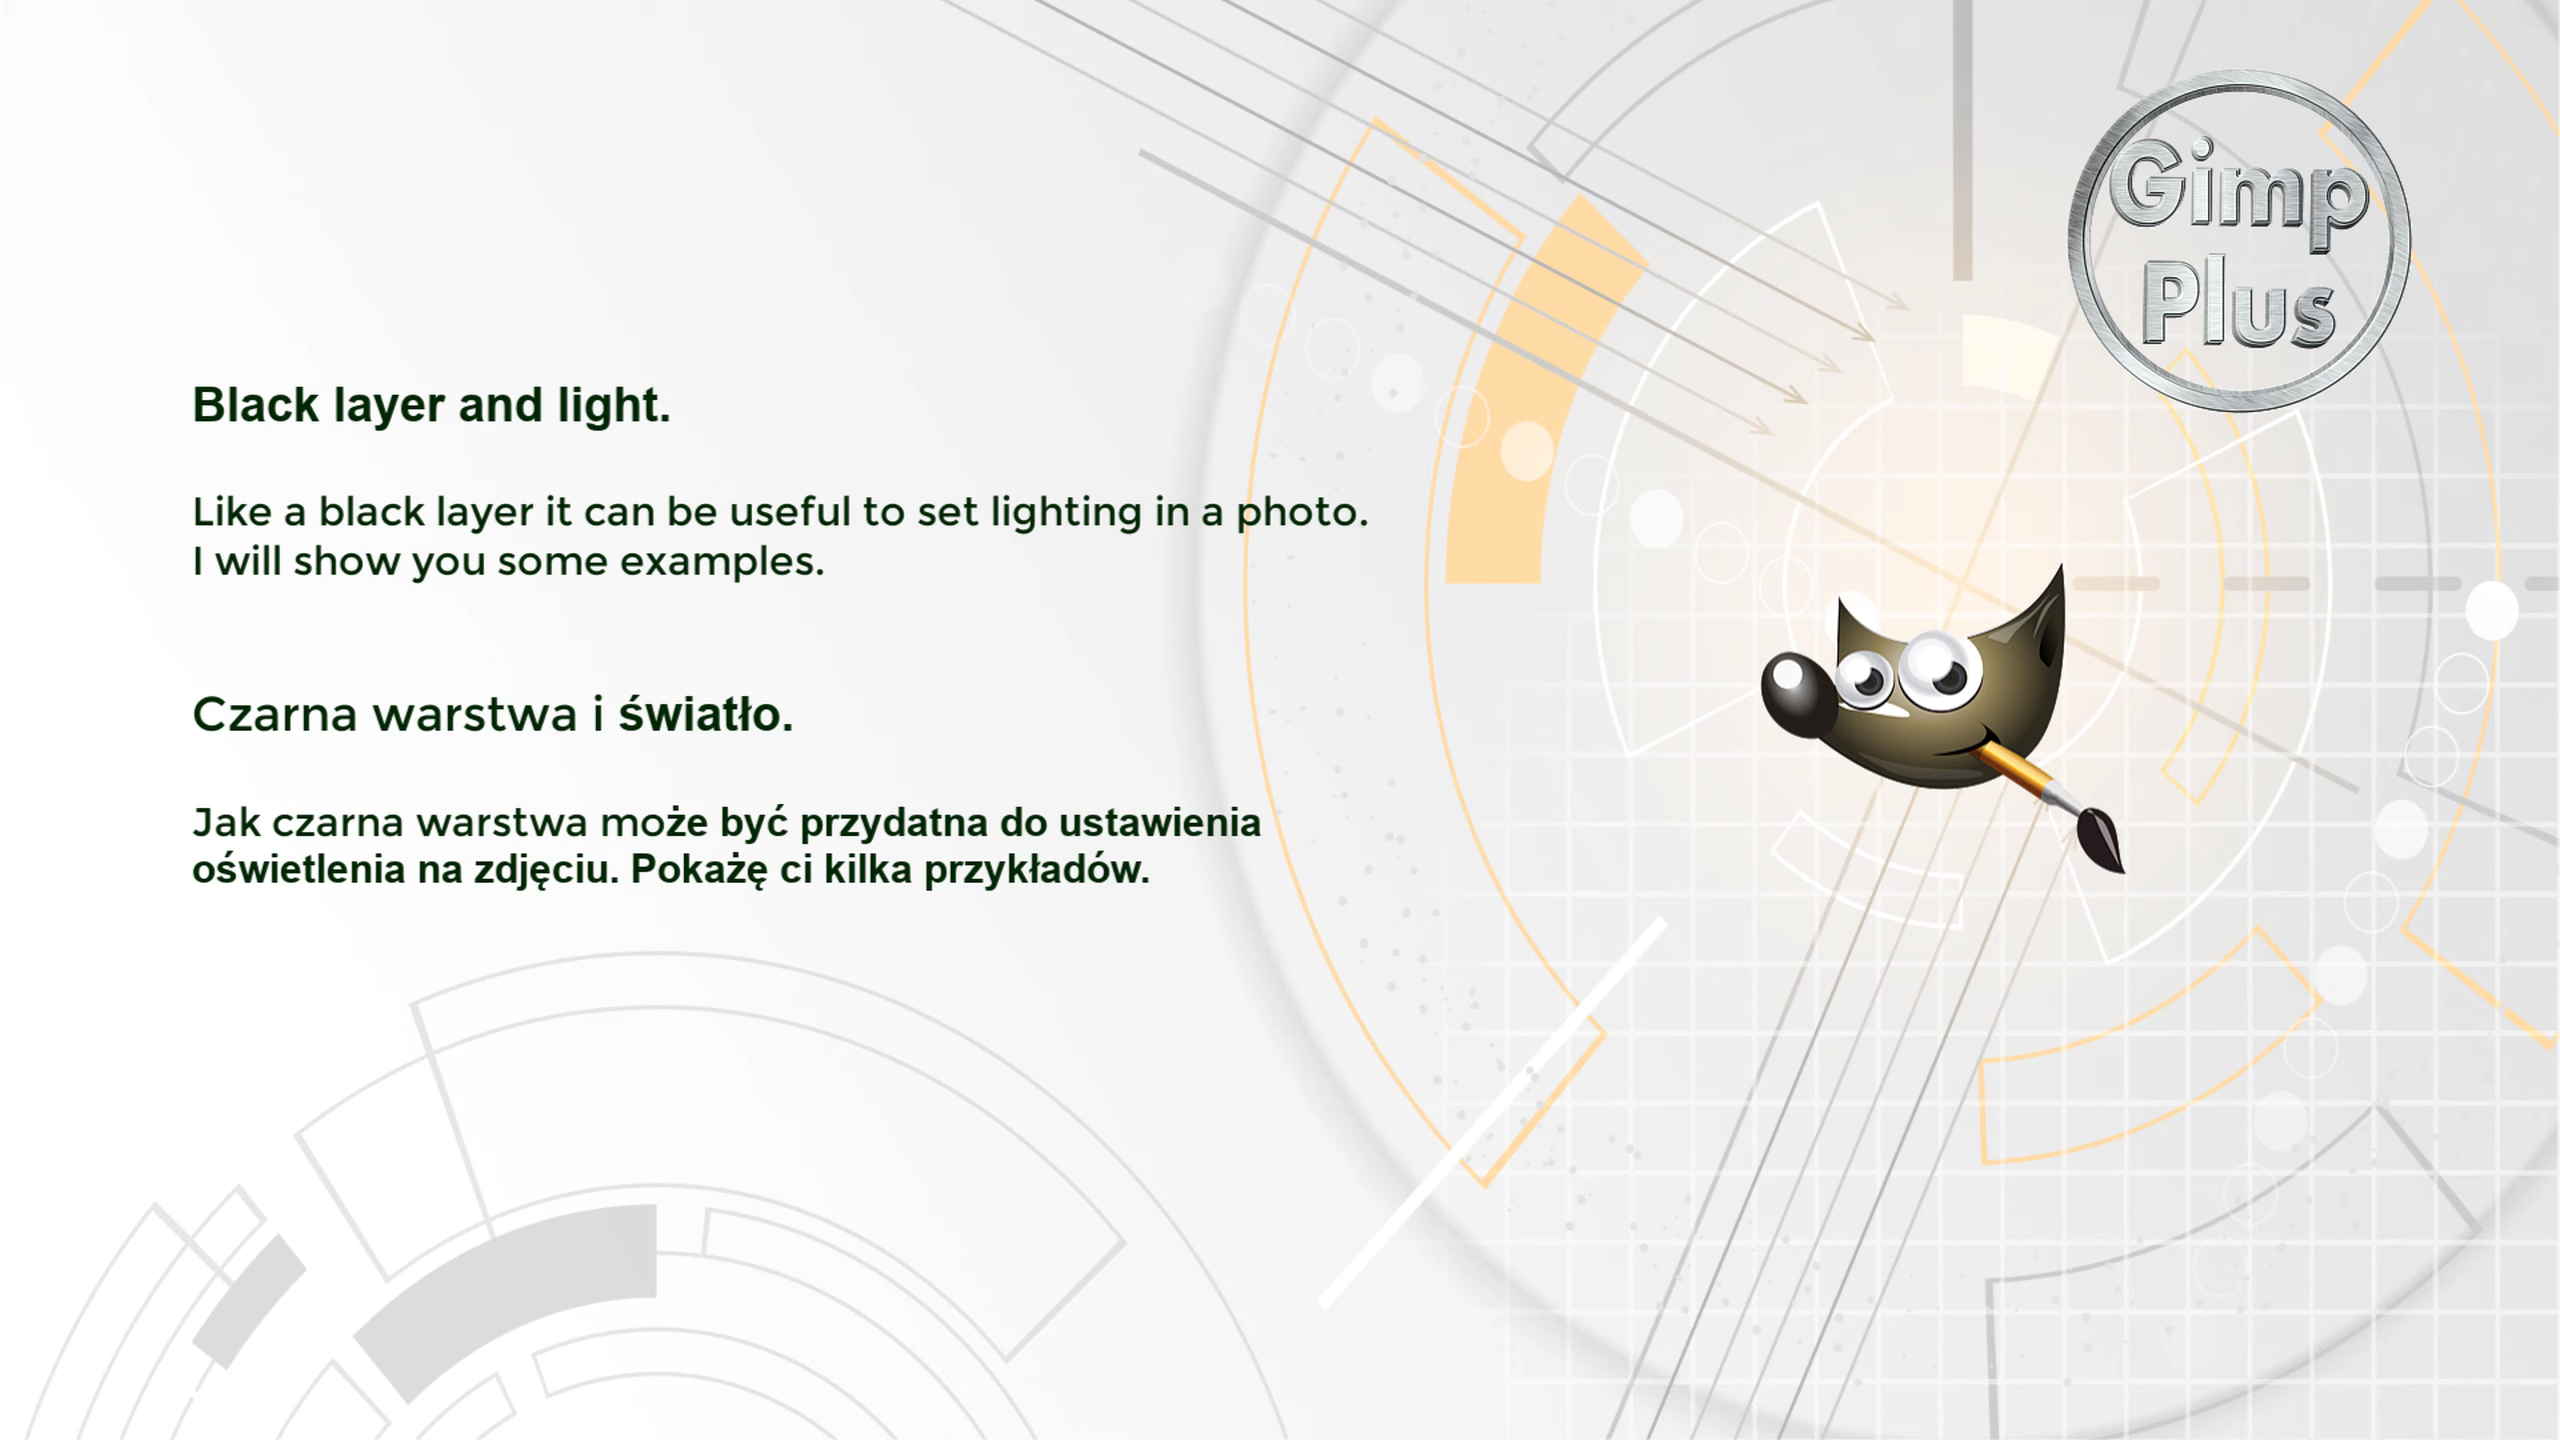 Gimp
Plus
Black layer and light.
Like a black layer it can be useful to set lighting in a photo.
I will show you some examples.
Czarna warstwa i światło.
Jak czarna warstwa może być przydatna do ustawienia
oświetlenia na zdjęciu. Pokażę ci kilka przykładów.